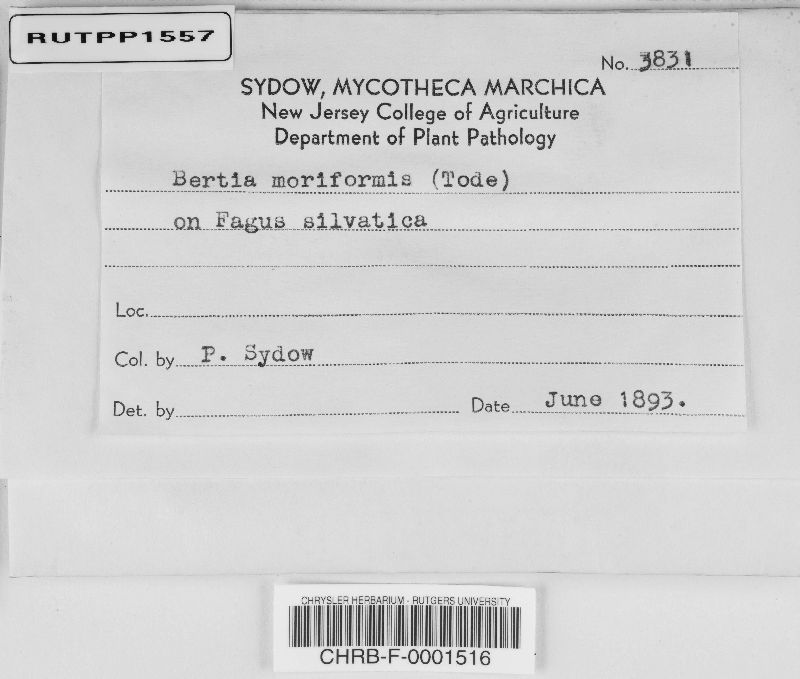 RUTPP1557
No. 3831
SYDOW, MYCOTHECA MARCHICA
New Jersey College of Agriculture
Department of Plant Pathology
Bertia moriformis (Tode)
on Fagus silvatica
Loc.
Col. by P. Sydow
Det. by Date June 1893.
CHRYSLER HERBARIUM - RUTGERS UNIVERSITY
CHRB-F-0001516